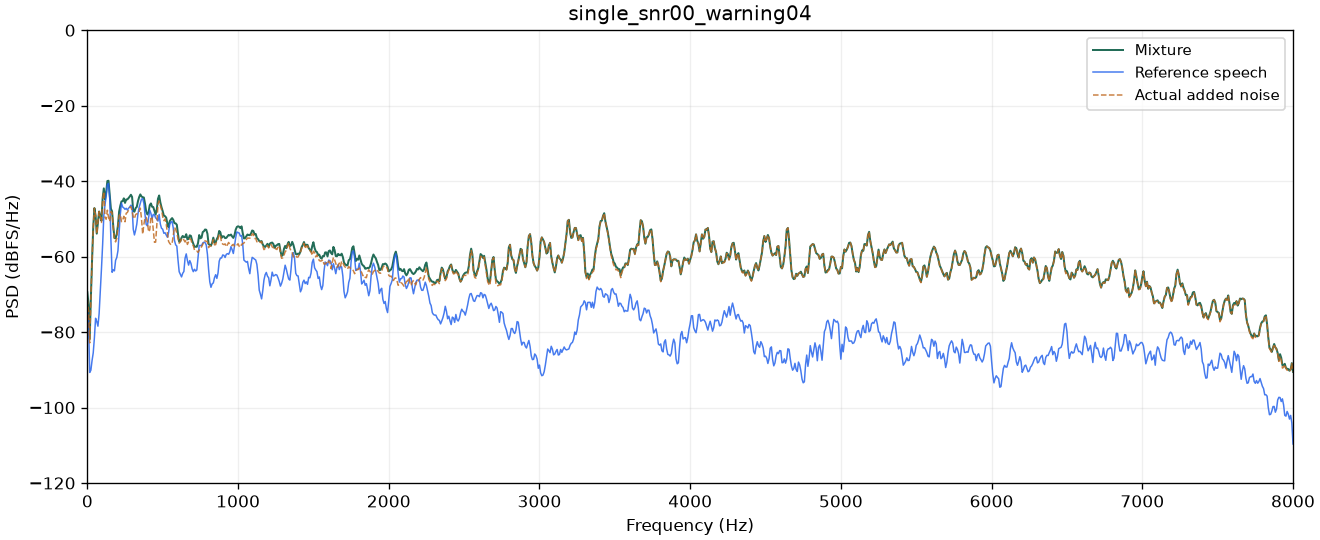 single_snr00_warning04
Mixture
Reference speech
Actual added noise
PSD (dBFS/Hz)
0
−20
−40
−60
−80
−100
−120
0 1000 2000 3000 4000 5000 6000 7000 8000
Frequency (Hz)